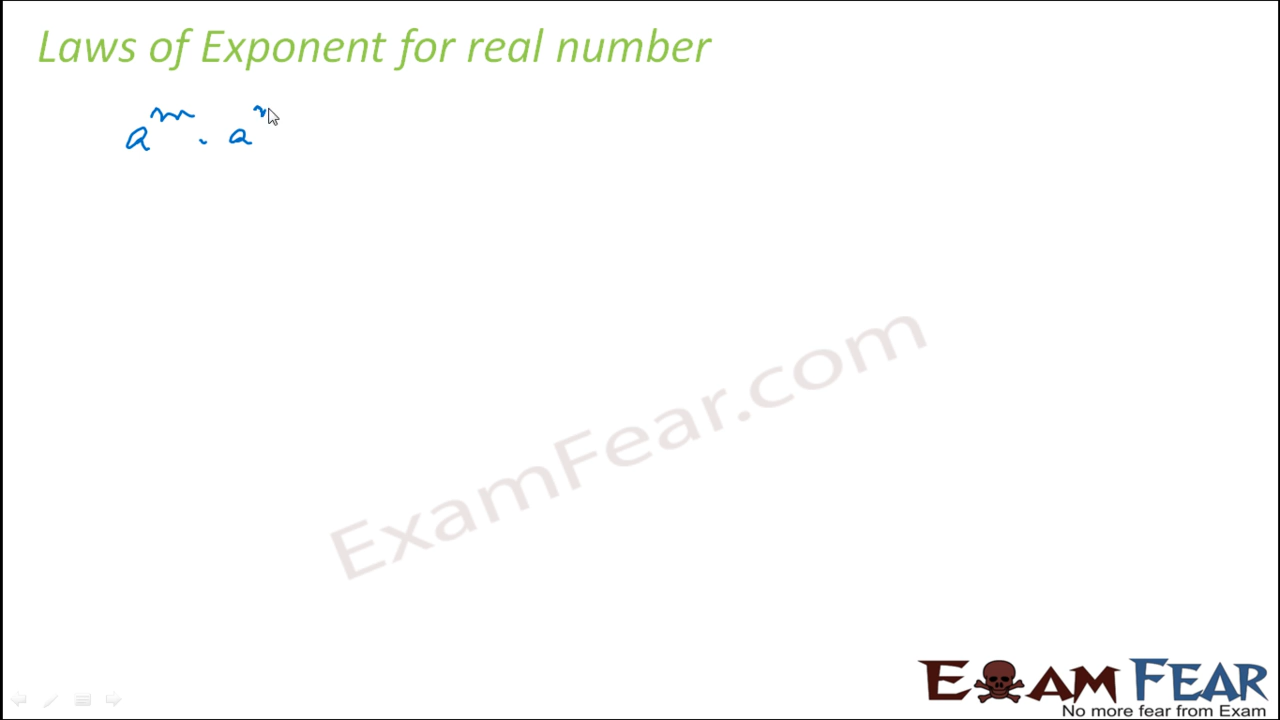 Laws of Exponent for real number
a^m . a^n
ExamFear.com
EXAM FEAR
No more fear from Exam